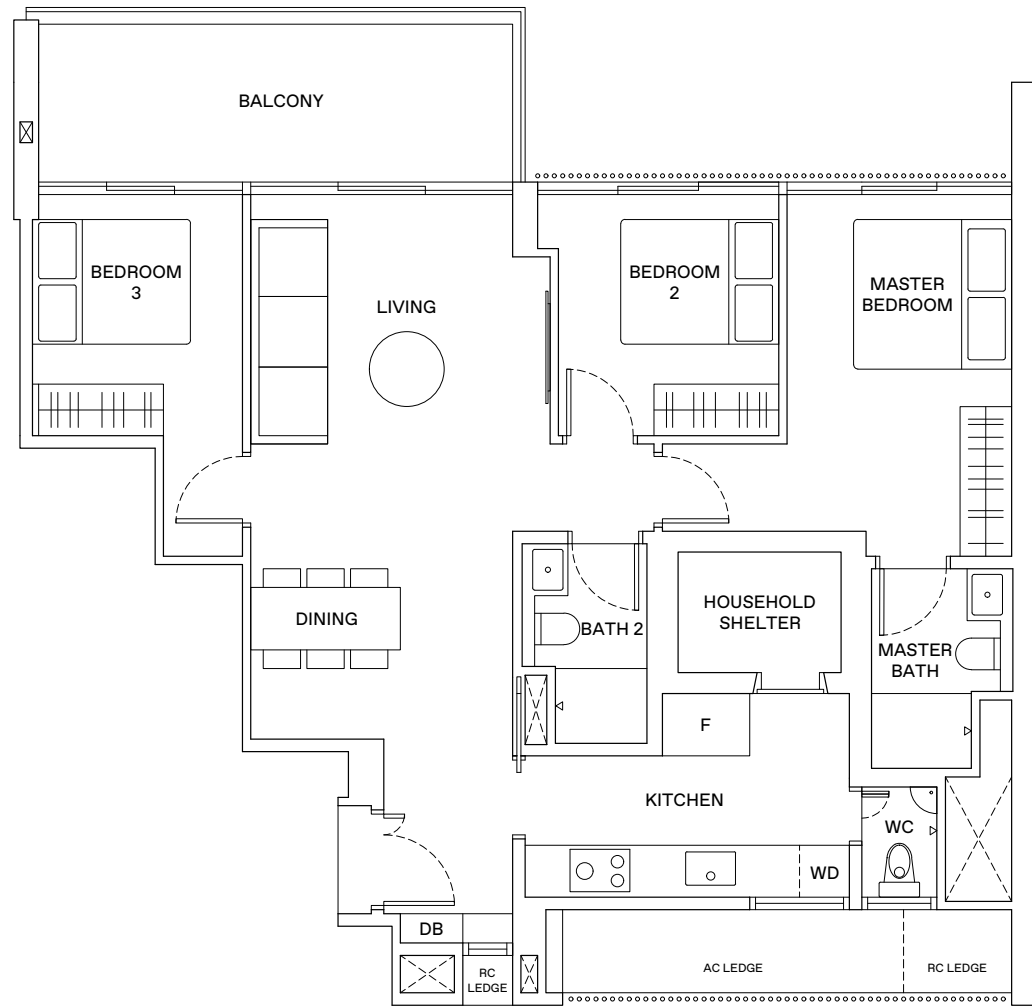 BALCONY
BEDROOM
3
LIVING
BEDROOM
2
MASTER
BEDROOM
DINING
BATH 2
HOUSEHOLD
SHELTER
MASTER
BATH
F
KITCHEN
WC
WD
DB
RC
LEDGE
AC LEDGE
RC LEDGE